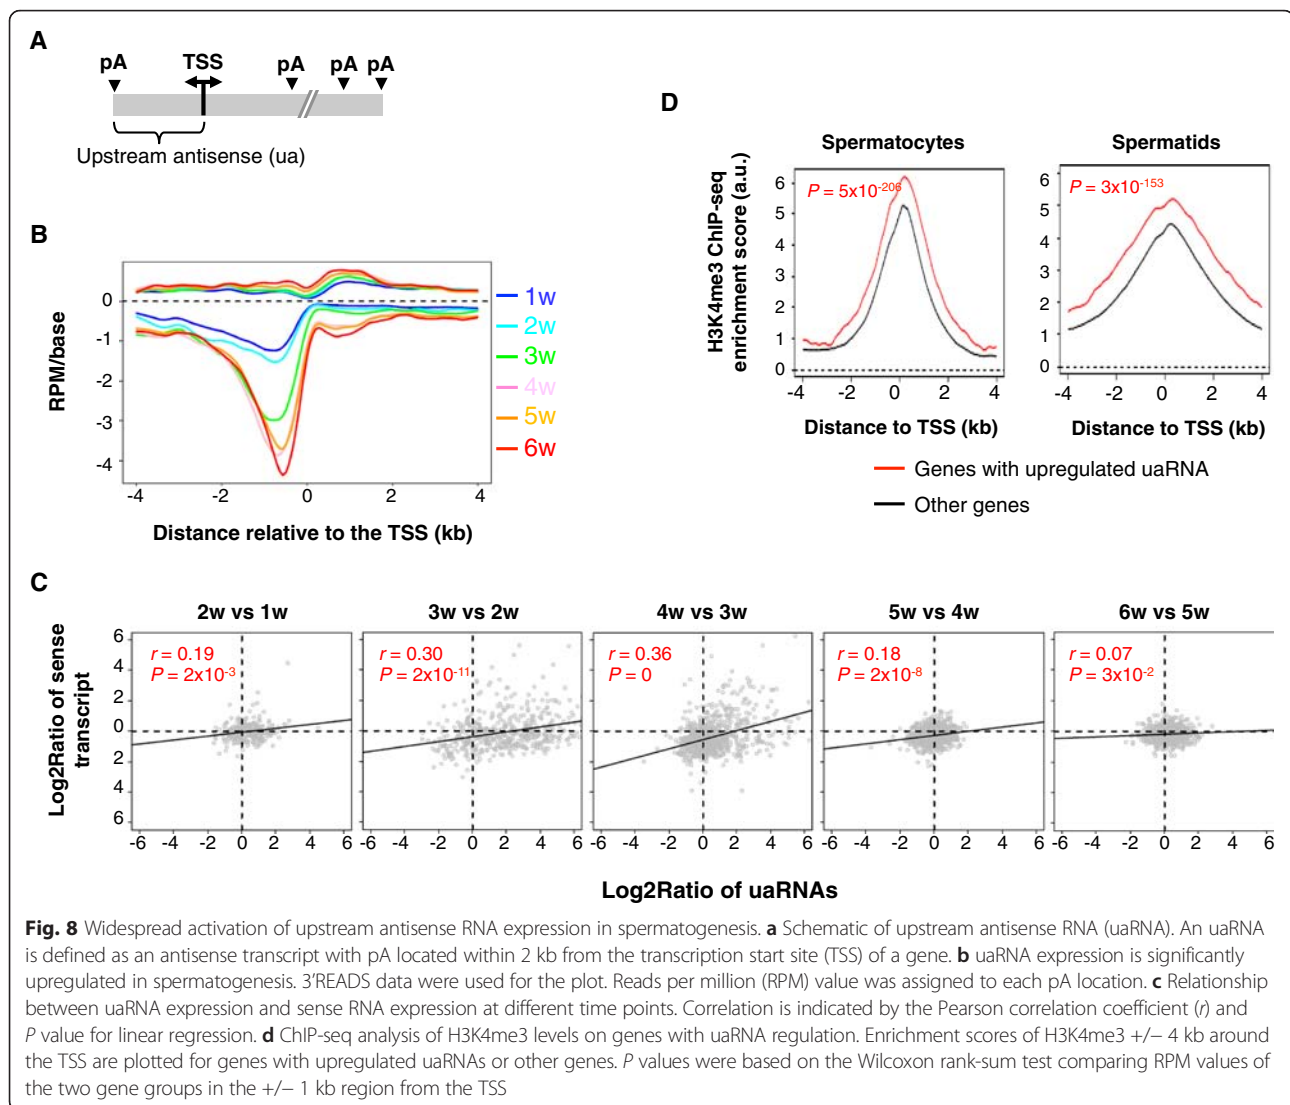 A
pA TSS pA pA pA
Upstream antisense (ua)
B
RPM/base
0
-1
-2
-3
-4
-4 -2 0 2 4
Distance relative to the TSS (kb)
1w
2w
3w
4w
5w
6w
D
Spermatocytes
Spermatids
H3K4me3 ChIP-seq
enrichment score (a.u.)
P = 5x10-206
6
5
4
3
2
1
0
-4 -2 0 2 4
Distance to TSS (kb)
P = 3x10-153
6
5
4
3
2
1
0
-4 -2 0 2 4
Distance to TSS (kb)
Genes with upregulated uaRNA
Other genes
C
Log2Ratio of sense
transcript
6
4
2
0
2
4
6
2w vs 1w
r = 0.19
P = 2x10-3
-6 -4 -2 0 2 4 6
3w vs 2w
r = 0.30
P = 2x10-11
-6 -4 -2 0 2 4 6
4w vs 3w
r = 0.36
P = 0
-6 -4 -2 0 2 4 6
5w vs 4w
r = 0.18
P = 2x10-8
-6 -4 -2 0 2 4 6
6w vs 5w
r = 0.07
P = 3x10-2
-6 -4 -2 0 2 4 6
Log2Ratio of uaRNAs
Fig. 8 Widespread activation of upstream antisense RNA expression in spermatogenesis. a Schematic of upstream antisense RNA (uaRNA). An uaRNA
is defined as an antisense transcript with pA located within 2 kb from the transcription start site (TSS) of a gene. b uaRNA expression is significantly
upregulated in spermatogenesis. 3'READS data were used for the plot. Reads per million (RPM) value was assigned to each pA location. c Relationship
between uaRNA expression and sense RNA expression at different time points. Correlation is indicated by the Pearson correlation coefficient (r) and
P value for linear regression. d ChIP-seq analysis of H3K4me3 levels on genes with uaRNA regulation. Enrichment scores of H3K4me3 +/− 4 kb around
the TSS are plotted for genes with upregulated uaRNAs or other genes. P values were based on the Wilcoxon rank-sum test comparing RPM values of
the two gene groups in the +/− 1 kb region from the TSS